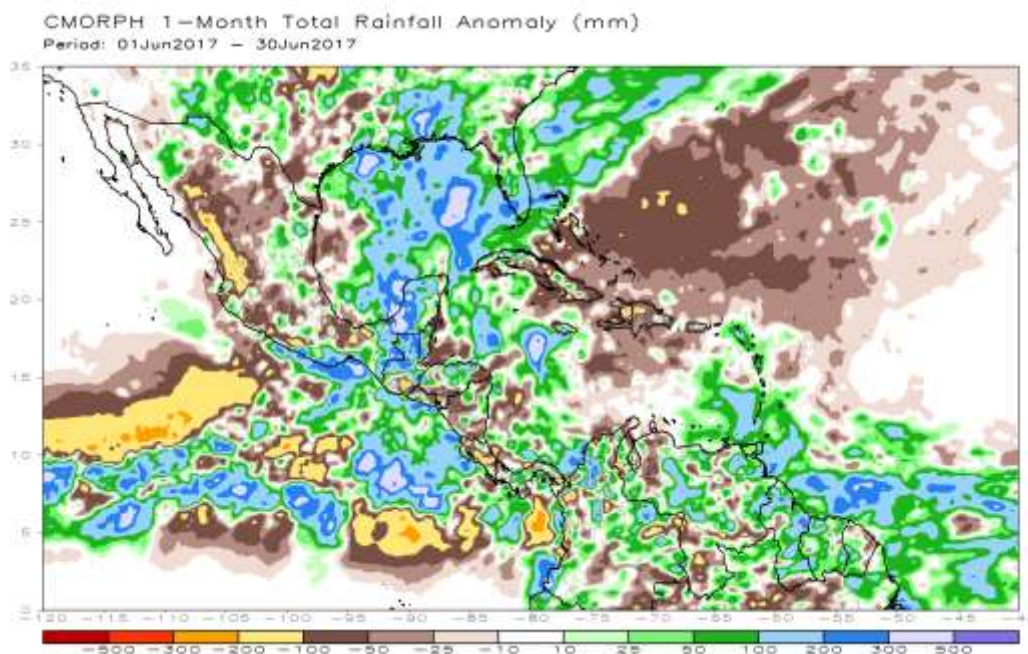 CMORPH 1-Month Total Rainfall Anomaly (mm)
Period: 01Jun2017 - 30Jun2017
35
30
25
20
15
10
5
-120 -115 -110 -105 -100 -95 -90 -85 -80 -75 -70 -65 -60 -55 -50 -45 -4
-500 -300 -200 -100 -50 -25 -10 10 25 50 100 200 300 500